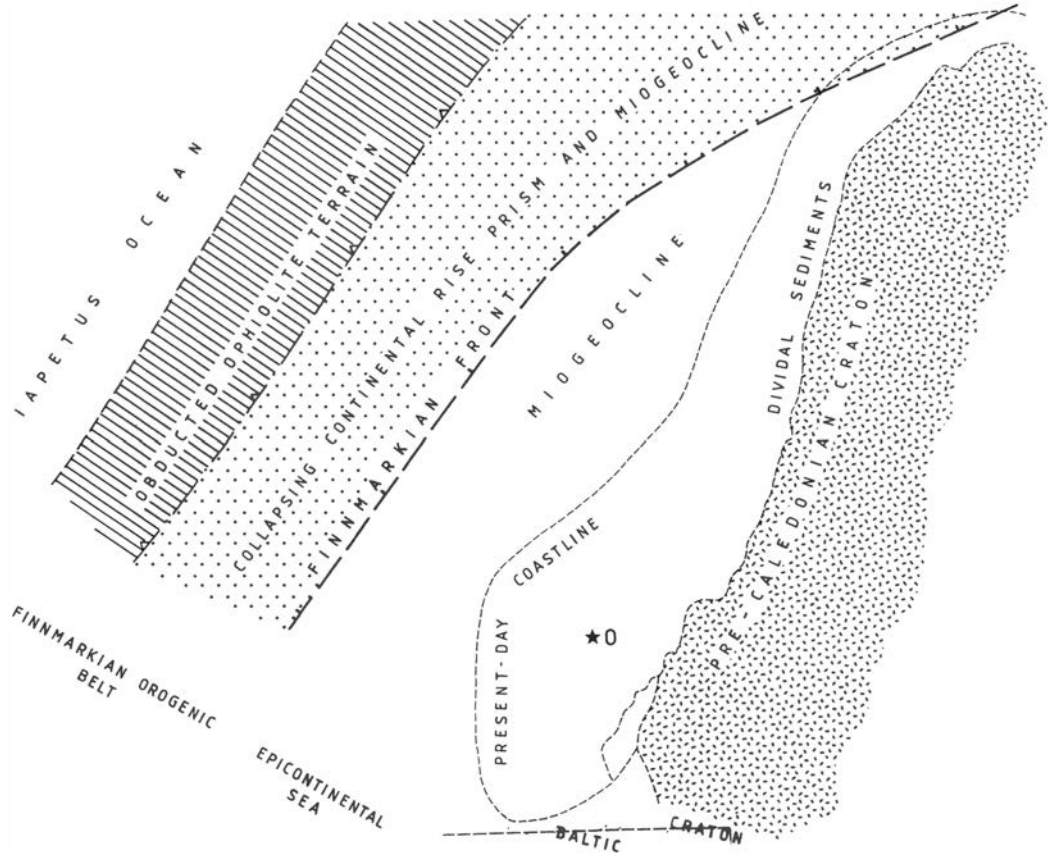 IAPETUS OCEAN
OBDUCTED OPHIOLITE TERRAIN
COLLAPSING CONTINENTAL RISE PRISM AND MIOGEOCLINE
FINNMARKIAN FRONT
MIOGEOCLINE
PRESENT-DAY COASTLINE
DIVIDAL SEDIMENTS
PRE-CALEDONIAN CRATON
★O
FINNMARKIAN OROGENIC
BELT
EPICONTINENTAL
SEA
BALTIC CRATON